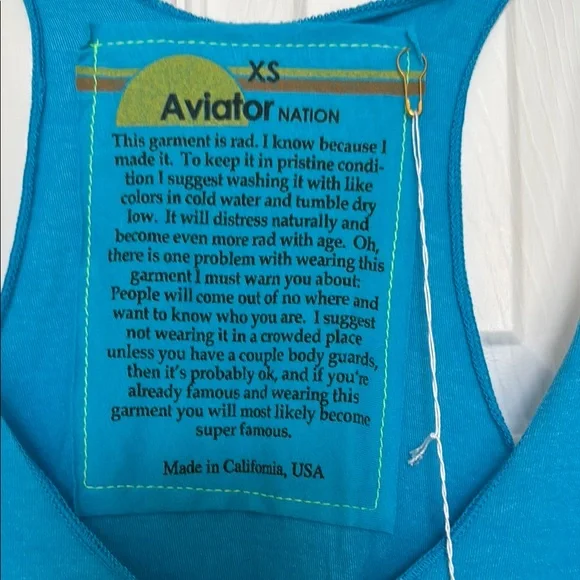 XS
Aviator NATION
This garment is rad. I know because I
made it. To keep it in pristine condi-
tion I suggest washing it with like
colors in cold water and tumble dry
low. It will distress naturally and
become even more rad with age. Oh,
there is one problem with wearing this
garment I must warn you about:
People will come out of no where and
want to know who you are. I suggest
not wearing it in a crowded place
unless you have a couple body guards,
then it's probably ok, and if you're
already famous and wearing this
garment you will most likely become
super famous.
Made in California, USA